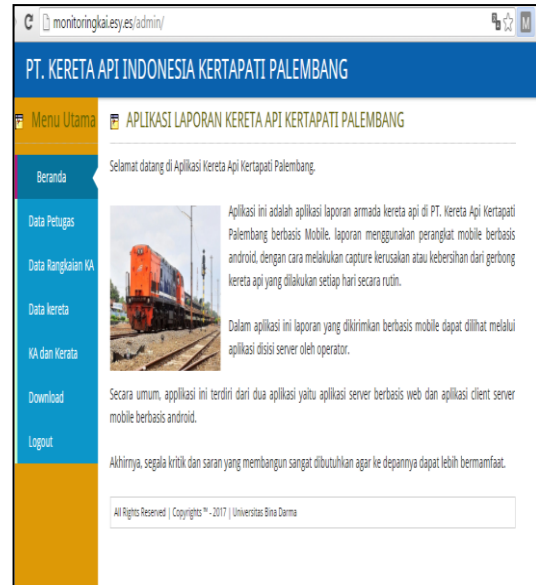 monitoringkai.esy.es/admin/
M
PT. KERETA API INDONESIA KERTAPATI PALEMBANG
Menu Utama
Beranda
Data Petugas
Data Rangkaian KA
Data kereta
KA dan Kerata
Download
Logout
APLIKASI LAPORAN KERETA API KERTAPATI PALEMBANG
Selamat datang di Aplikasi Kereta Api Kertapati Palembang.
Aplikasi ini adalah aplikasi laporan armada kereta api di PT. Kereta Api Kertapati
Palembang berbasis Mobile. laporan menggunakan perangkat mobile berbasis
android, dengan cara melakukan capture kerusakan atau kebersihan dari gerbong
kereta api yang dilakukan setiap hari secara rutin.
Dalam aplikasi ini laporan yang dikirimkan berbasis mobile dapat dilihat melalui
aplikasi disisi server oleh operator.
Secara umum, applikasi ini terdiri dari dua aplikasi yaitu aplikasi server berbasis web dan aplikasi client server
mobile berbasis android.
Akhirnya, segala kritik dan saran yang membangun sangat dibutuhkan agar ke depannya dapat lebih bermamfaat.
All Rights Reserved | Copyrights ™ - 2017 | Universitas Bina Darma